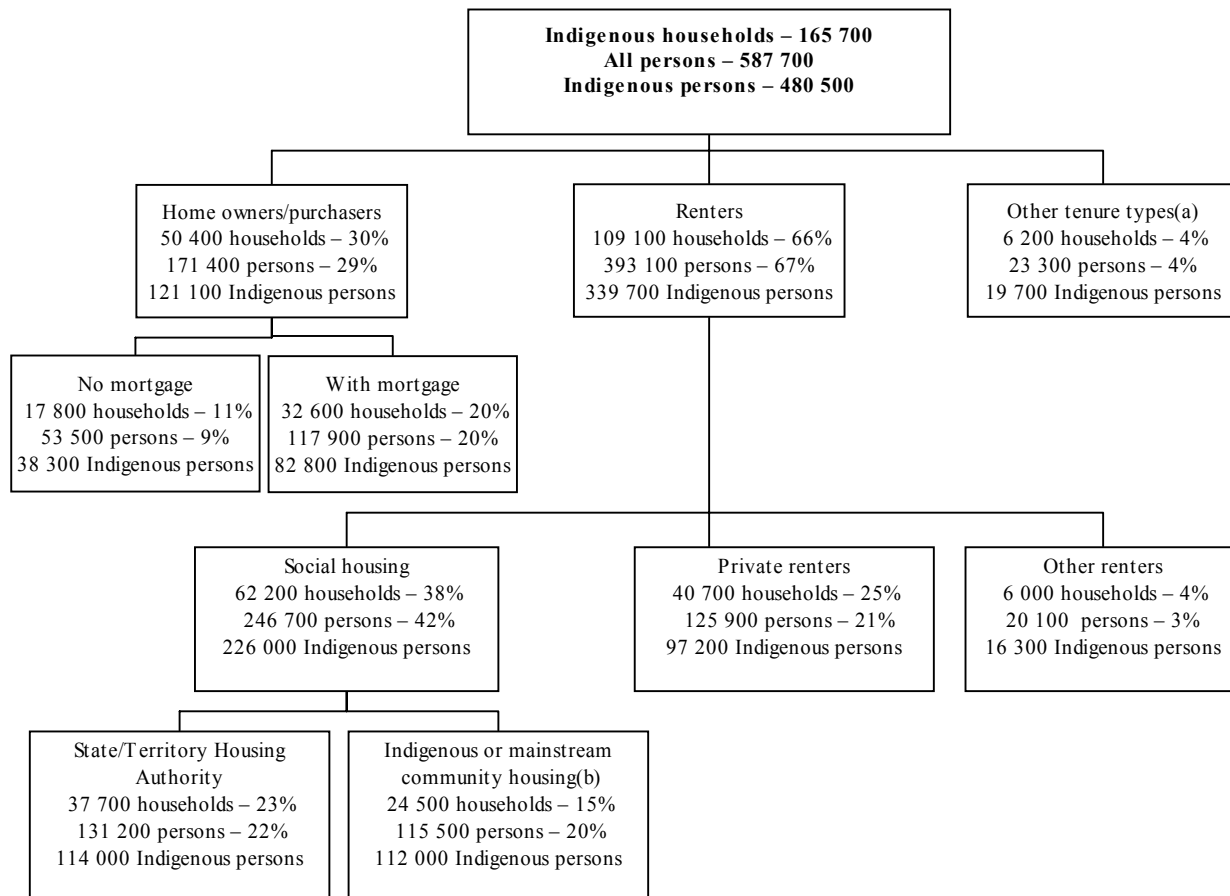 Indigenous households – 165 700
All persons – 587 700
Indigenous persons – 480 500
Home owners/purchasers
50 400 households – 30%
171 400 persons – 29%
121 100 Indigenous persons
Renters
109 100 households – 66%
393 100 persons – 67%
339 700 Indigenous persons
Other tenure types(a)
6 200 households – 4%
23 300 persons – 4%
19 700 Indigenous persons
No mortgage
17 800 households – 11%
53 500 persons – 9%
38 300 Indigenous persons
With mortgage
32 600 households – 20%
117 900 persons – 20%
82 800 Indigenous persons
Social housing
62 200 households – 38%
246 700 persons – 42%
226 000 Indigenous persons
Private renters
40 700 households – 25%
125 900 persons – 21%
97 200 Indigenous persons
Other renters
6 000 households – 4%
20 100 persons – 3%
16 300 Indigenous persons
State/Territory Housing
Authority
37 700 households – 23%
131 200 persons – 22%
114 000 Indigenous persons
Indigenous or mainstream
community housing(b)
24 500 households – 15%
115 500 persons – 20%
112 000 Indigenous persons